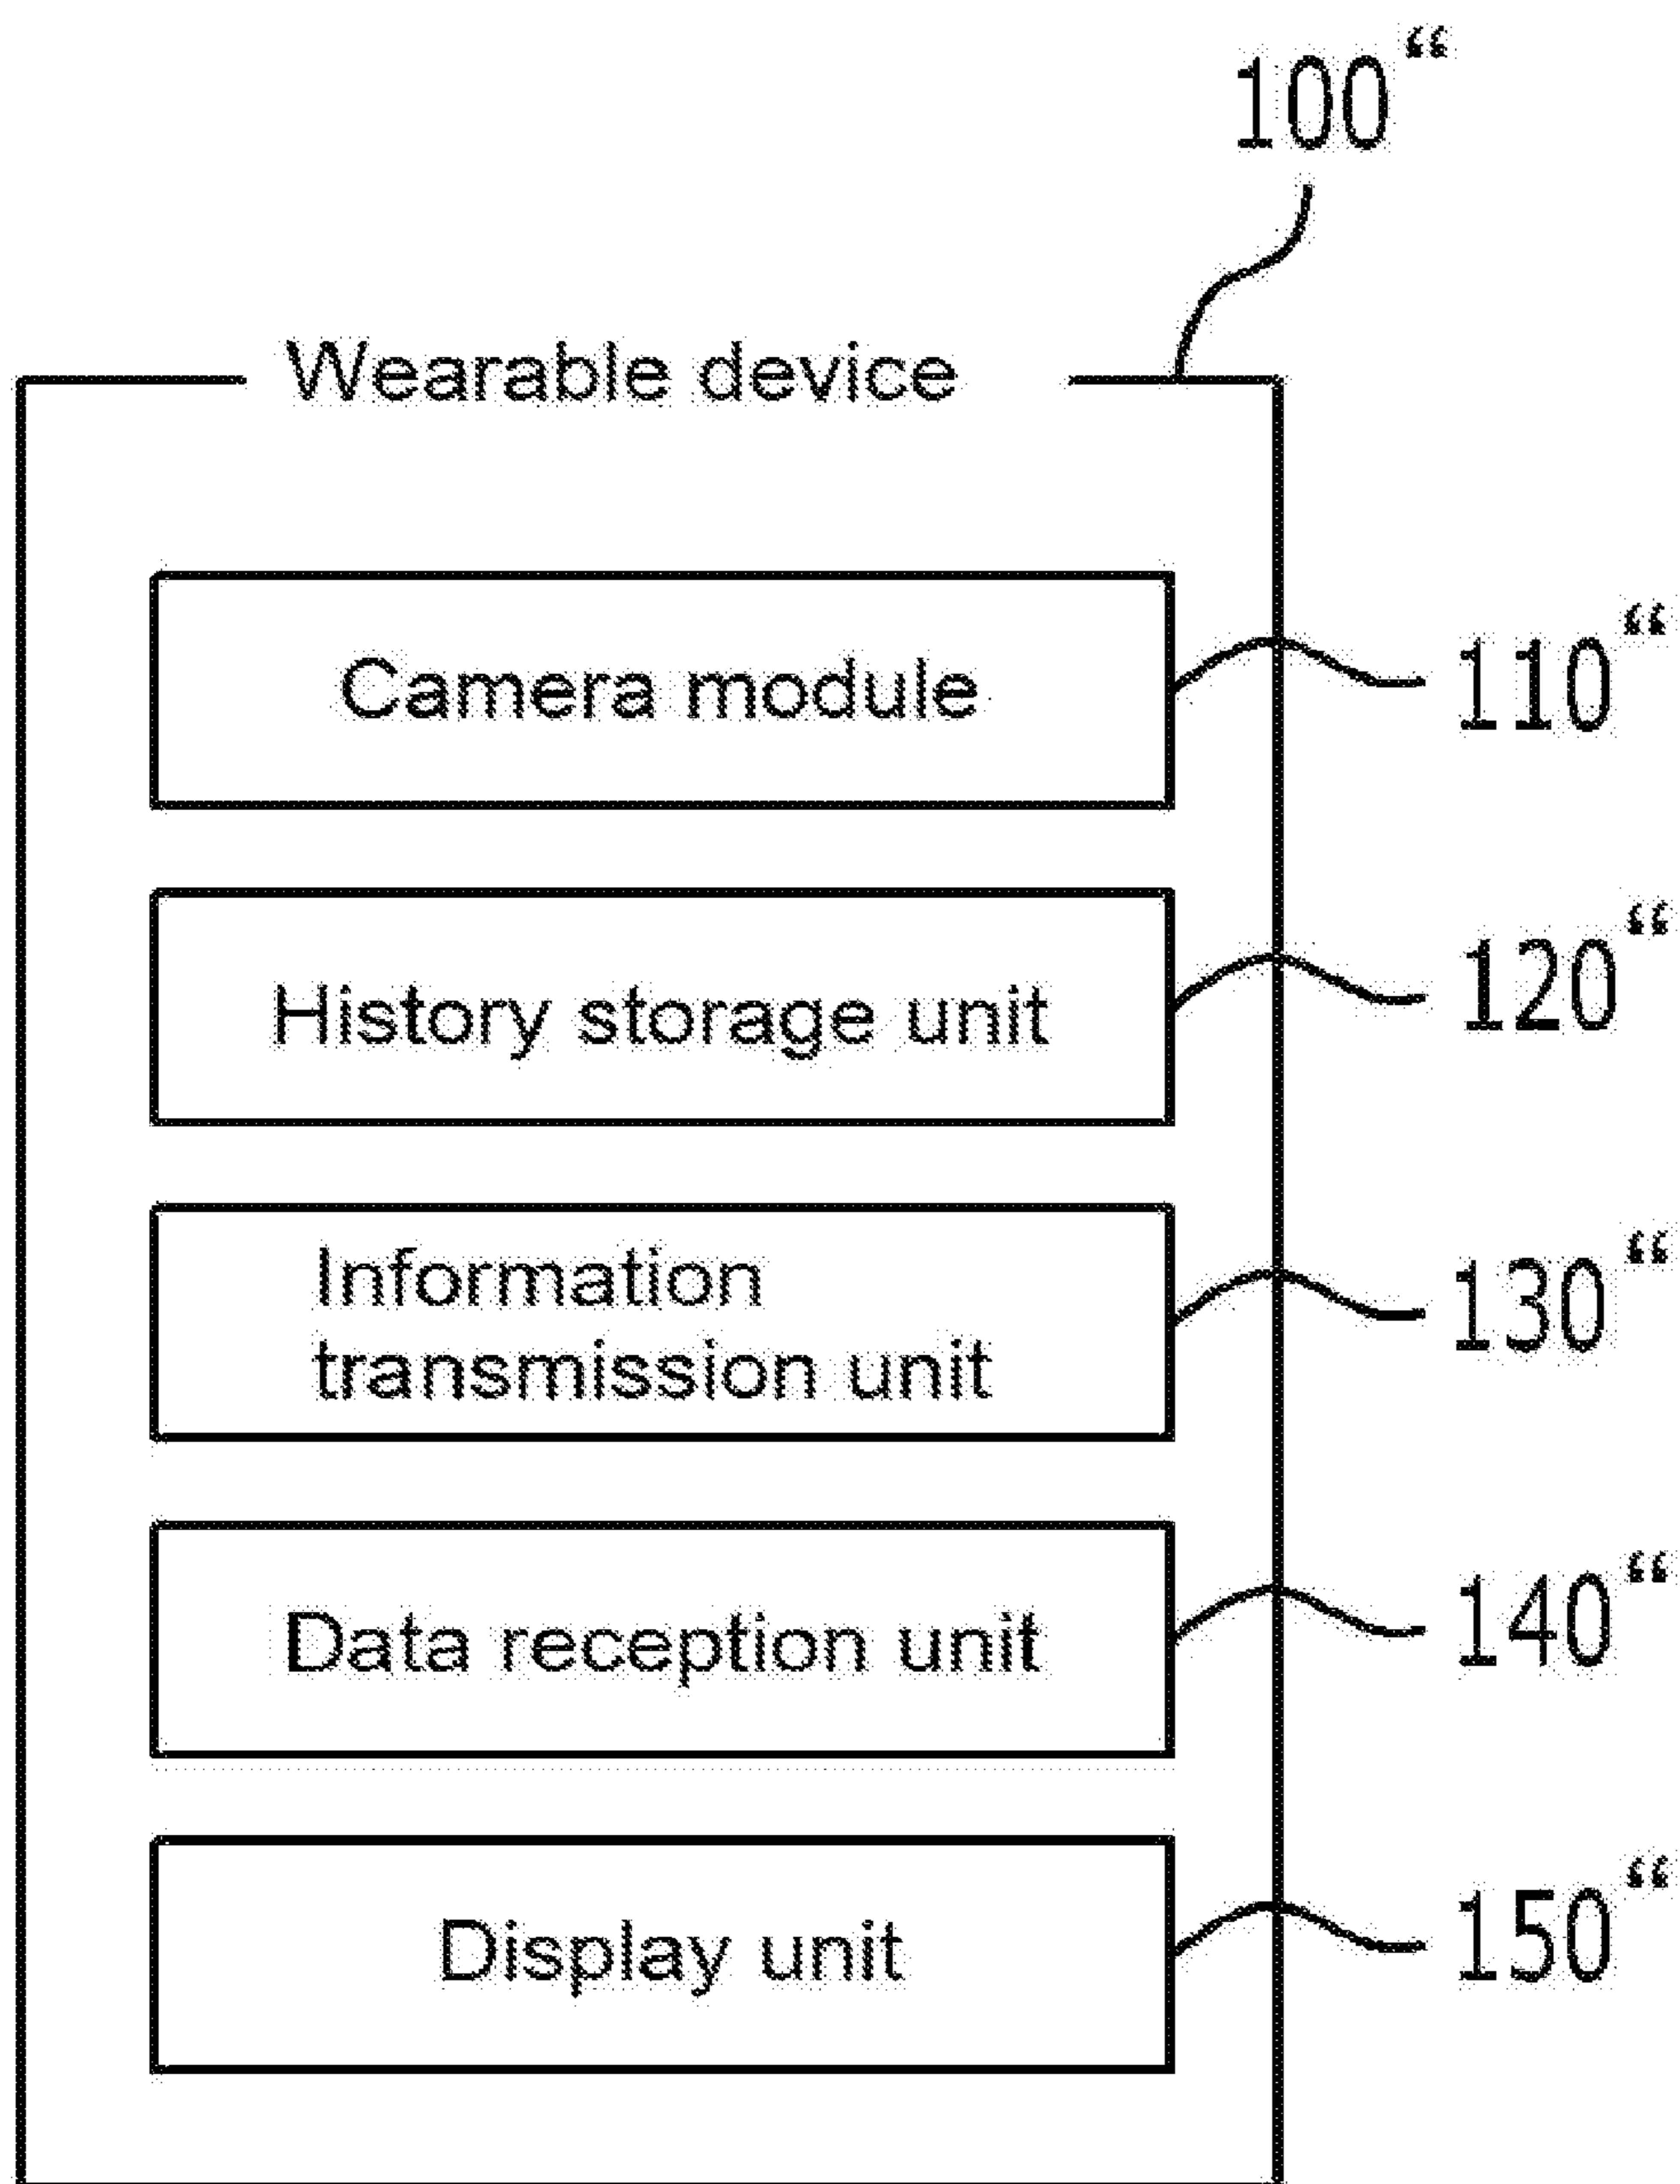 100“
Wearable device
Camera module
110“
History storage unit
120“
Information
transmission unit
130“
Data reception unit
140“
Display unit
150“